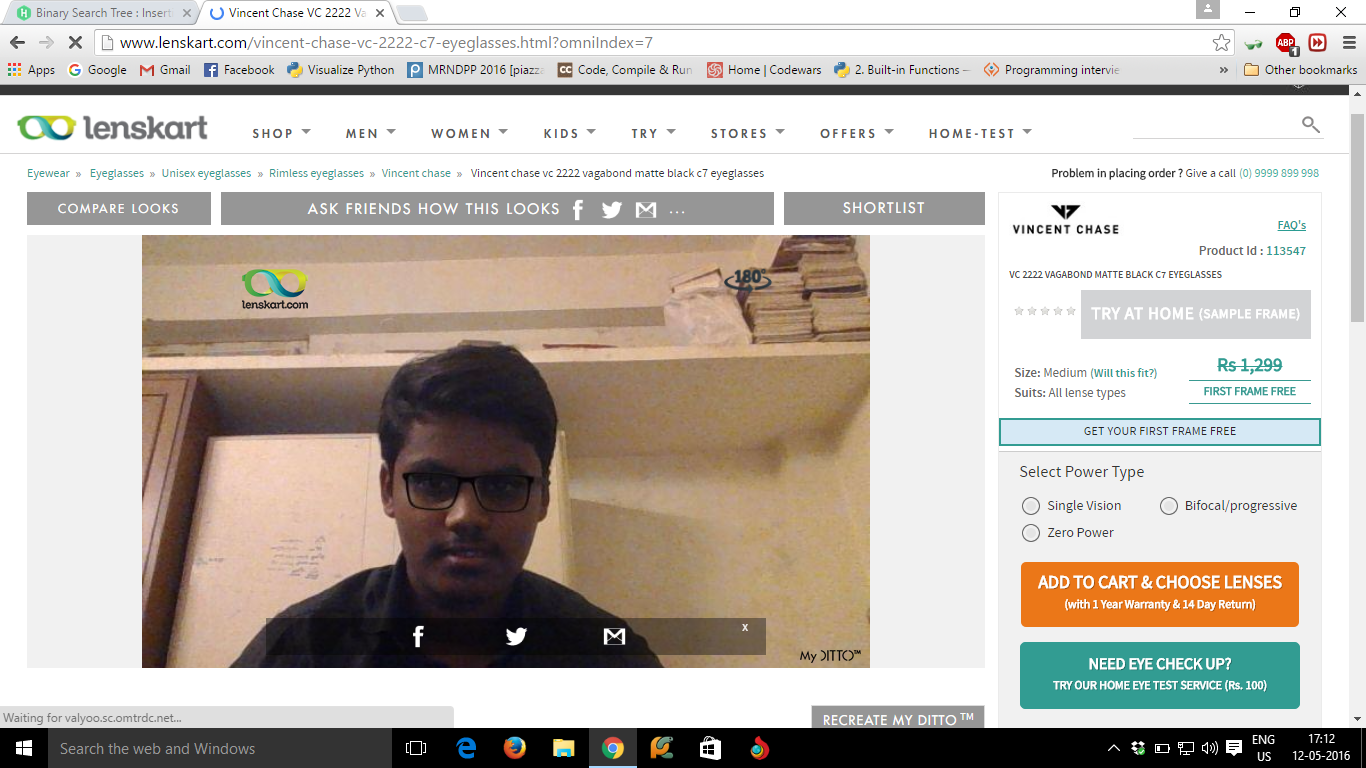 Binary Search Tree : Insert
Vincent Chase VC 2222 Va
www.lenskart.com/vincent-chase-vc-2222-c7-eyeglasses.html?omniIndex=7
ABP
1
Apps
Google
Gmail
Facebook
Visualize Python
MRNDPP 2016 [piazz
CC
Code, Compile & Run
Home | Codewars
2. Built-in Functions —
Programming intervie
»
Other bookmarks
lenskart
SHOP
MEN
WOMEN
KIDS
TRY
STORES
OFFERS
HOME-TEST
Eyewear » Eyeglasses » Unisex eyeglasses » Rimless eyeglasses » Vincent chase » Vincent chase vc 2222 vagabond matte black c7 eyeglasses
Problem in placing order ? Give a call (0) 9999 899 998
COMPARE LOOKS
ASK FRIENDS HOW THIS LOOKS
...
SHORTLIST
lenskart.com
180°
x
My DITTO™
RECREATE MY DITTO TM
VINCENT CHASE
FAQ's
Product Id : 113547
VC 2222 VAGABOND MATTE BLACK C7 EYEGLASSES
TRY AT HOME (SAMPLE FRAME)
Size: Medium (Will this fit?)
Rs 1,299
Suits: All lense types
FIRST FRAME FREE
GET YOUR FIRST FRAME FREE
Select Power Type
Single Vision
Bifocal/progressive
Zero Power
ADD TO CART & CHOOSE LENSES
(with 1 Year Warranty & 14 Day Return)
NEED EYE CHECK UP?
TRY OUR HOME EYE TEST SERVICE (Rs. 100)
Waiting for valyoo.sc.omtrdc.net...
Search the web and Windows
ENG
US
17:12
12-05-2016